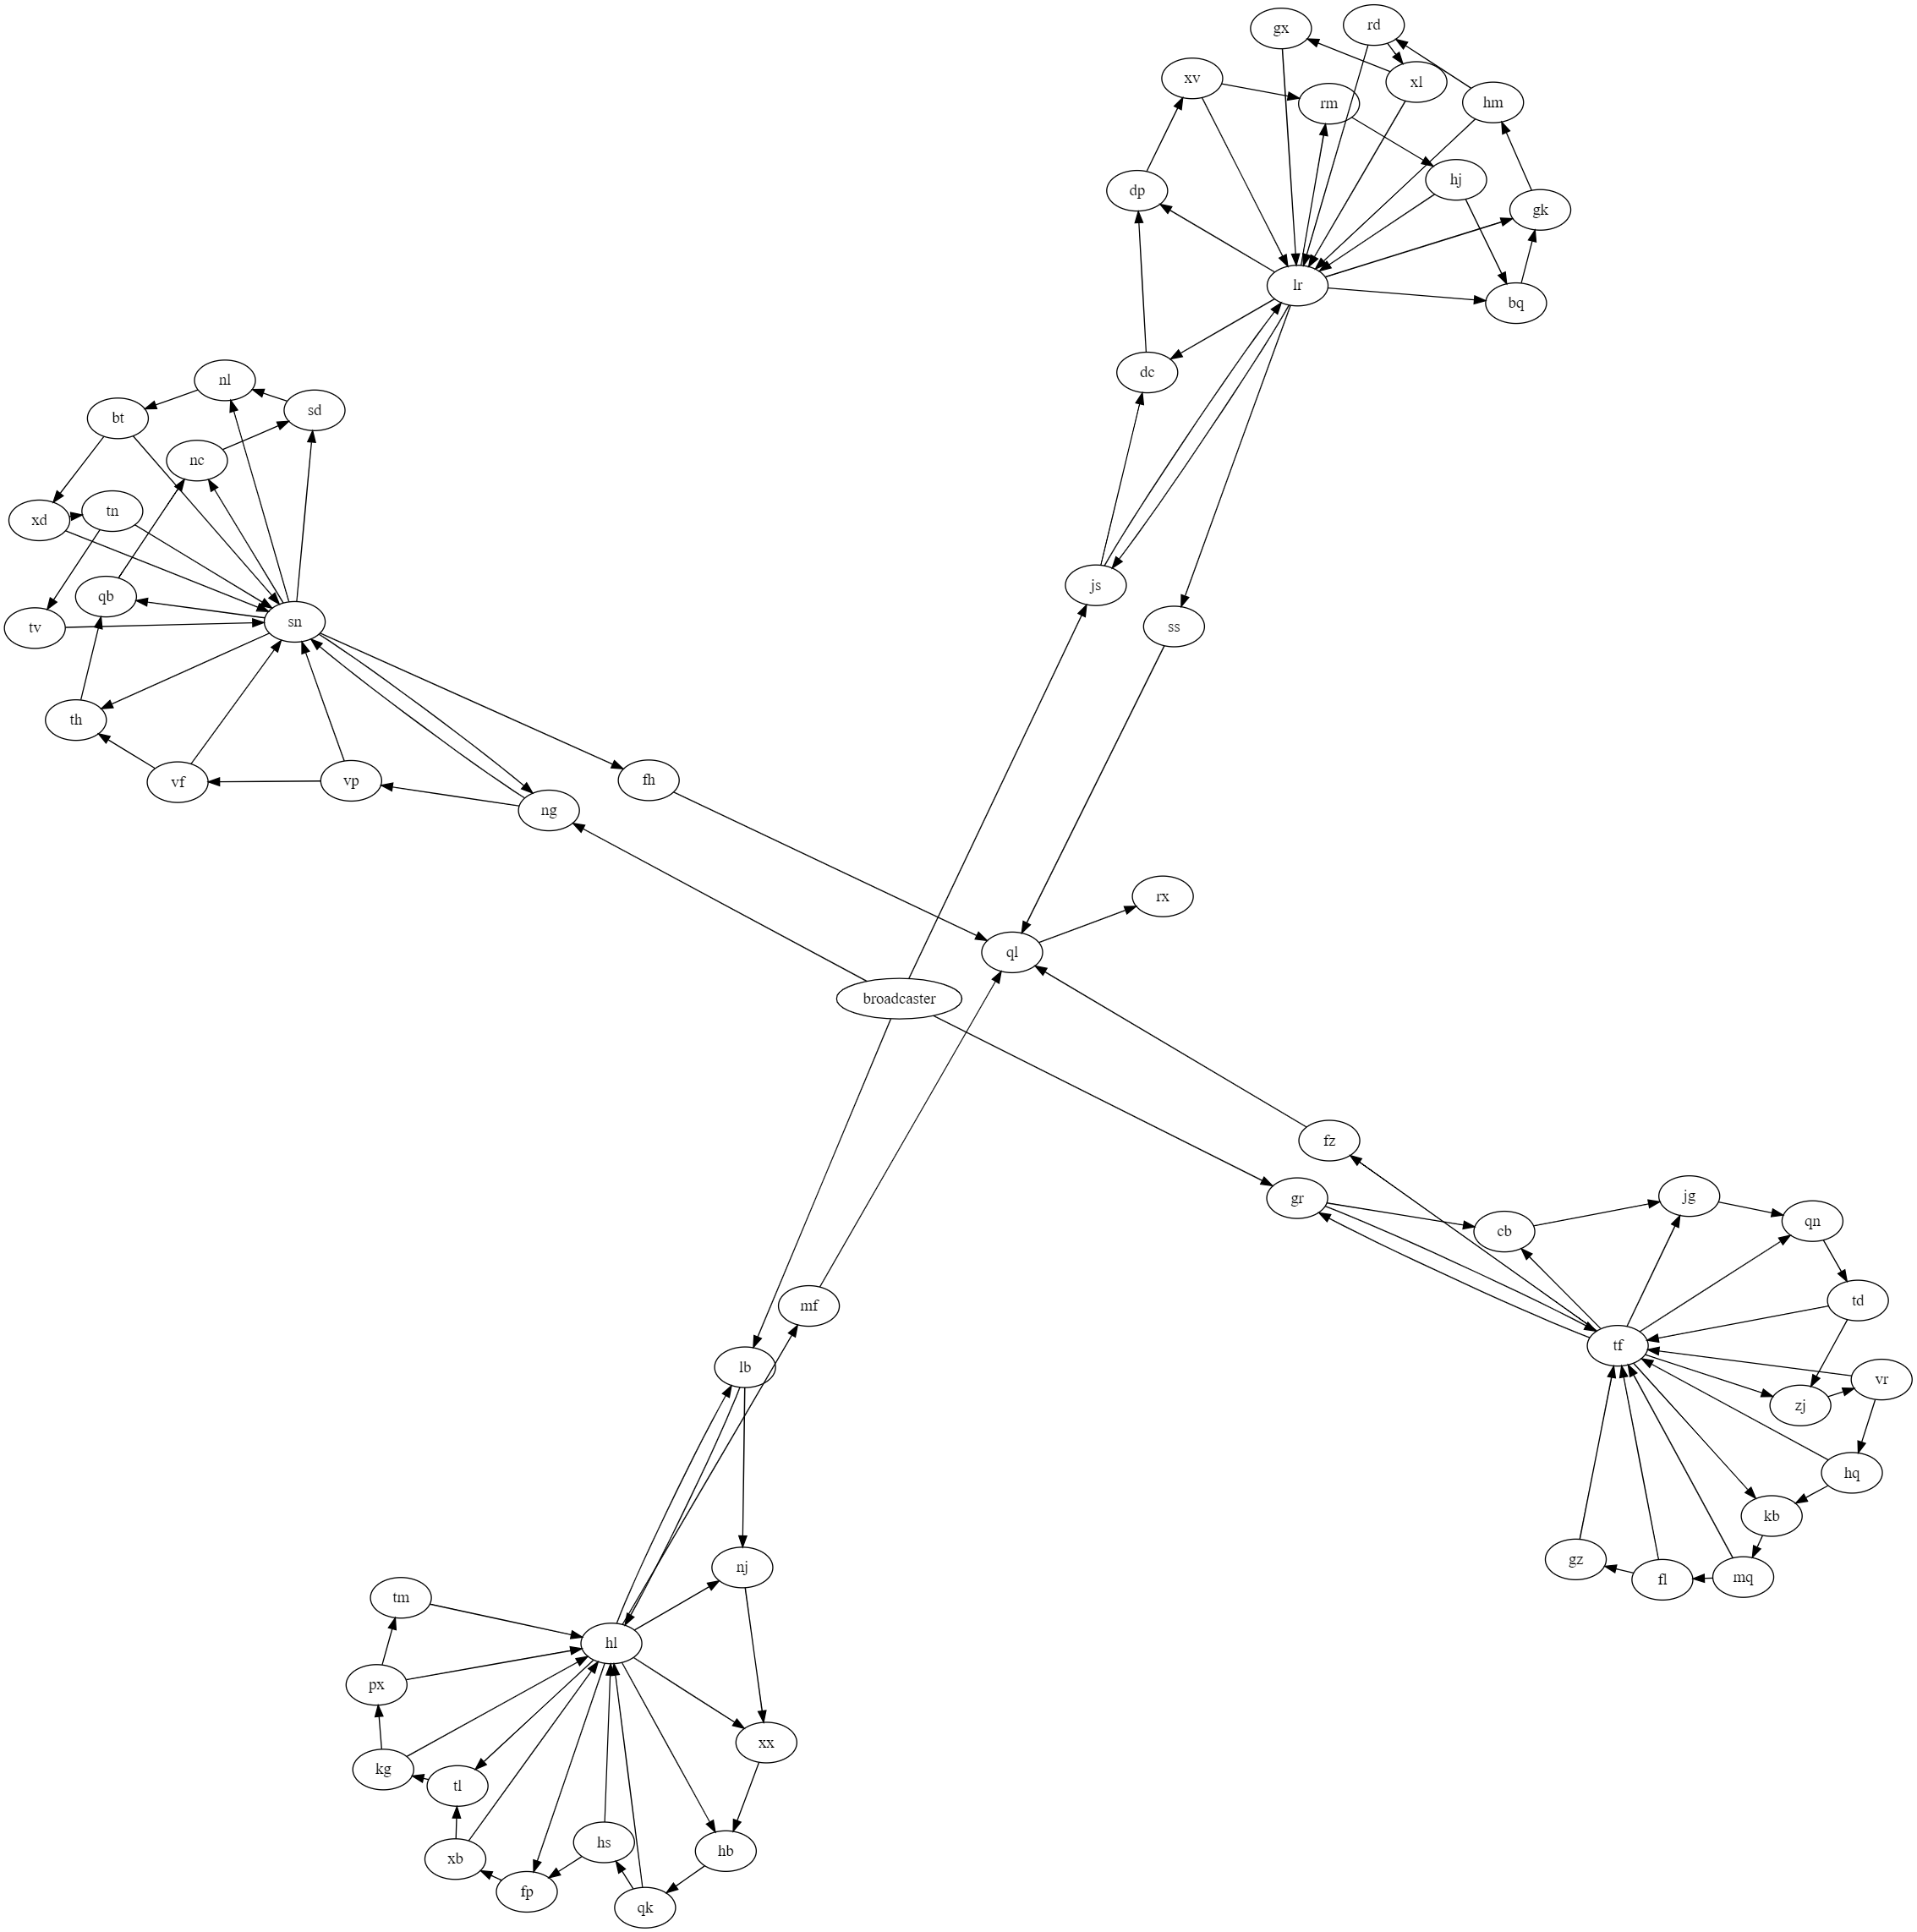 rd
gx
xv
xl
rm
hm
hj
dp
gk
lr
bq
dc
nl
sd
bt
nc
tn
xd
js
qb
sn
ss
tv
th
fh
vp
vf
ng
rx
ql
broadcaster
fz
jg
gr
qn
cb
td
mf
tf
lb
vr
zj
hq
kb
gz
nj
mq
fl
tm
hl
px
xx
kg
tl
hs
hb
xb
fp
qk